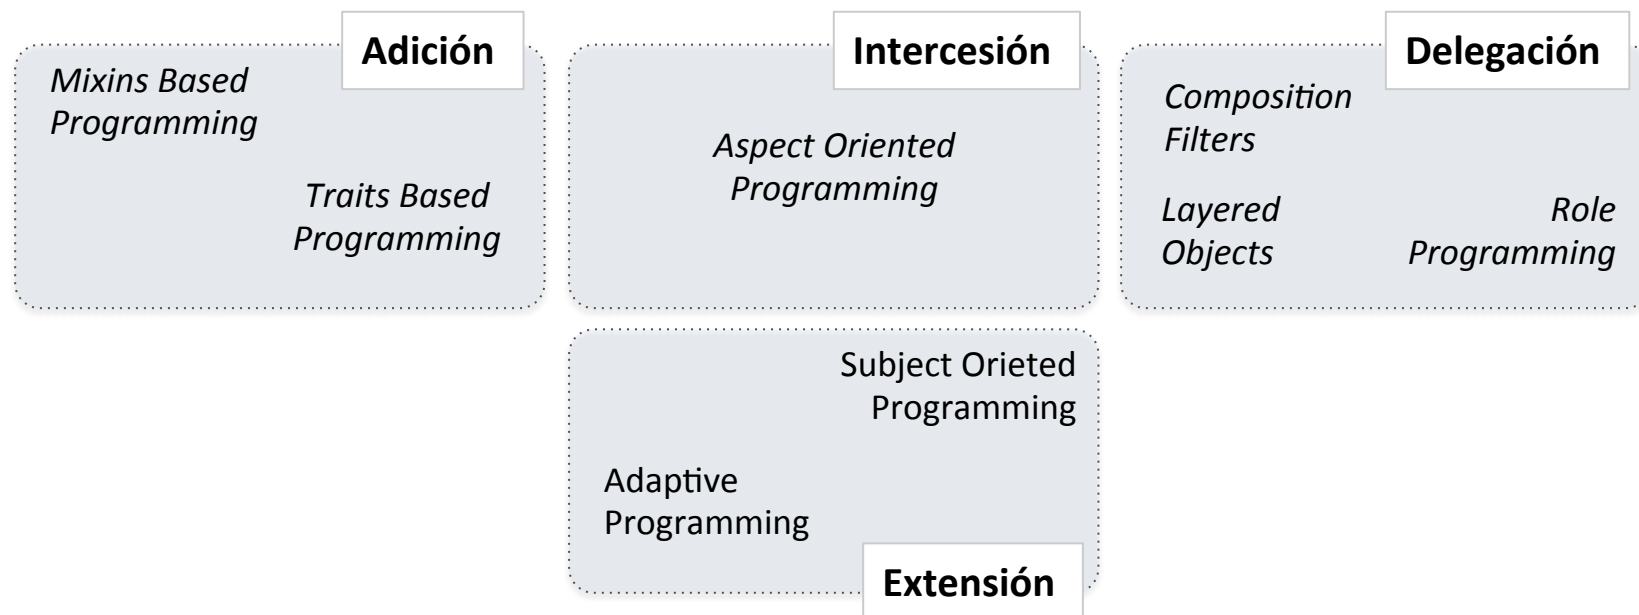 Adición
Mixins Based
Programming
Traits Based
Programming
Intercesión
Aspect Oriented
Programming
Delegación
Composition
Filters
Layered
Objects
Role
Programming
Subject Orieted
Programming
Adaptive
Programming
Extensión